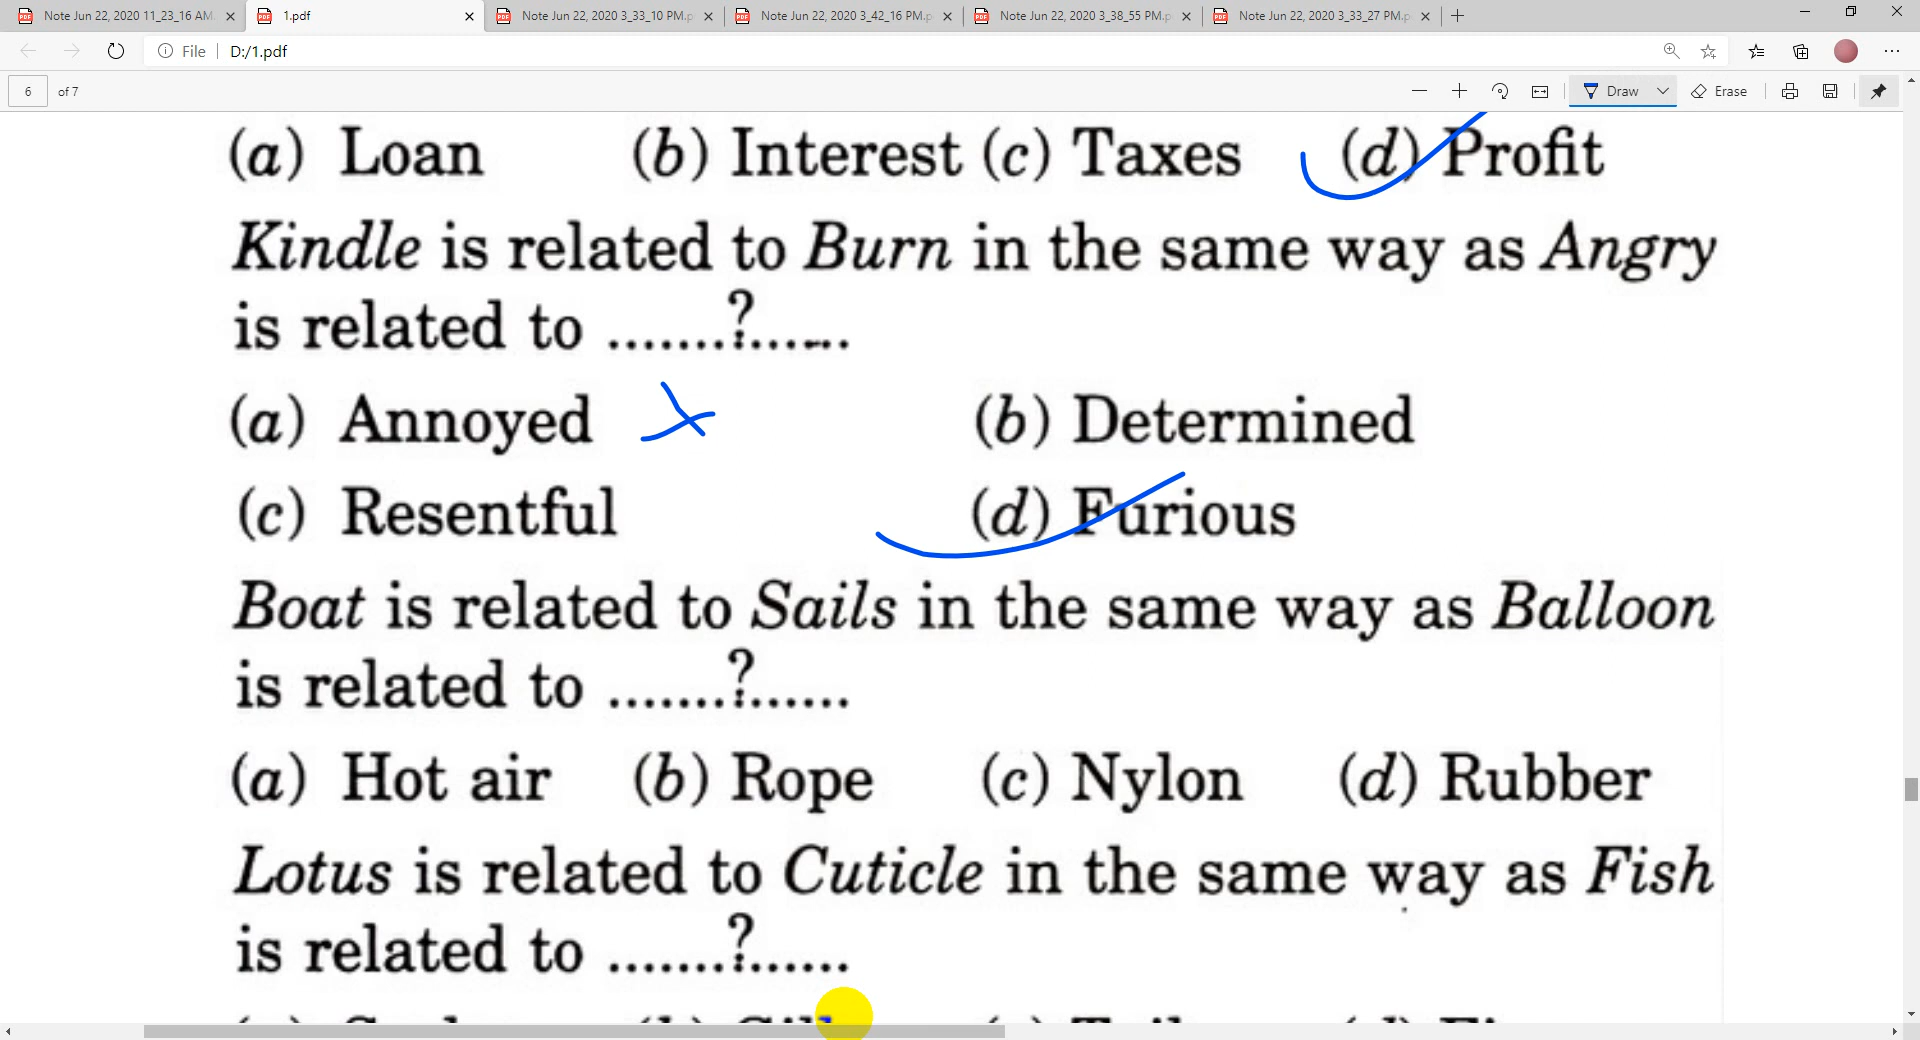 Note Jun 22, 2020 11_23_16 AM.
1.pdf
Note Jun 22, 2020 3_33_10 PM.p
Note Jun 22, 2020 3_42_16 PM.p
Note Jun 22, 2020 3_38_55 PM.p
Note Jun 22, 2020 3_33_27 PM.p
File D:/1.pdf
6 of 7
Draw Erase
(a) Loan (b) Interest (c) Taxes (d) Profit
Kindle is related to Burn in the same way as Angry
is related to .......?......
(a) Annoyed (b) Determined
(c) Resentful (d) Furious
Boat is related to Sails in the same way as Balloon
is related to .......?......
(a) Hot air (b) Rope (c) Nylon (d) Rubber
Lotus is related to Cuticle in the same way as Fish
is related to .......?......